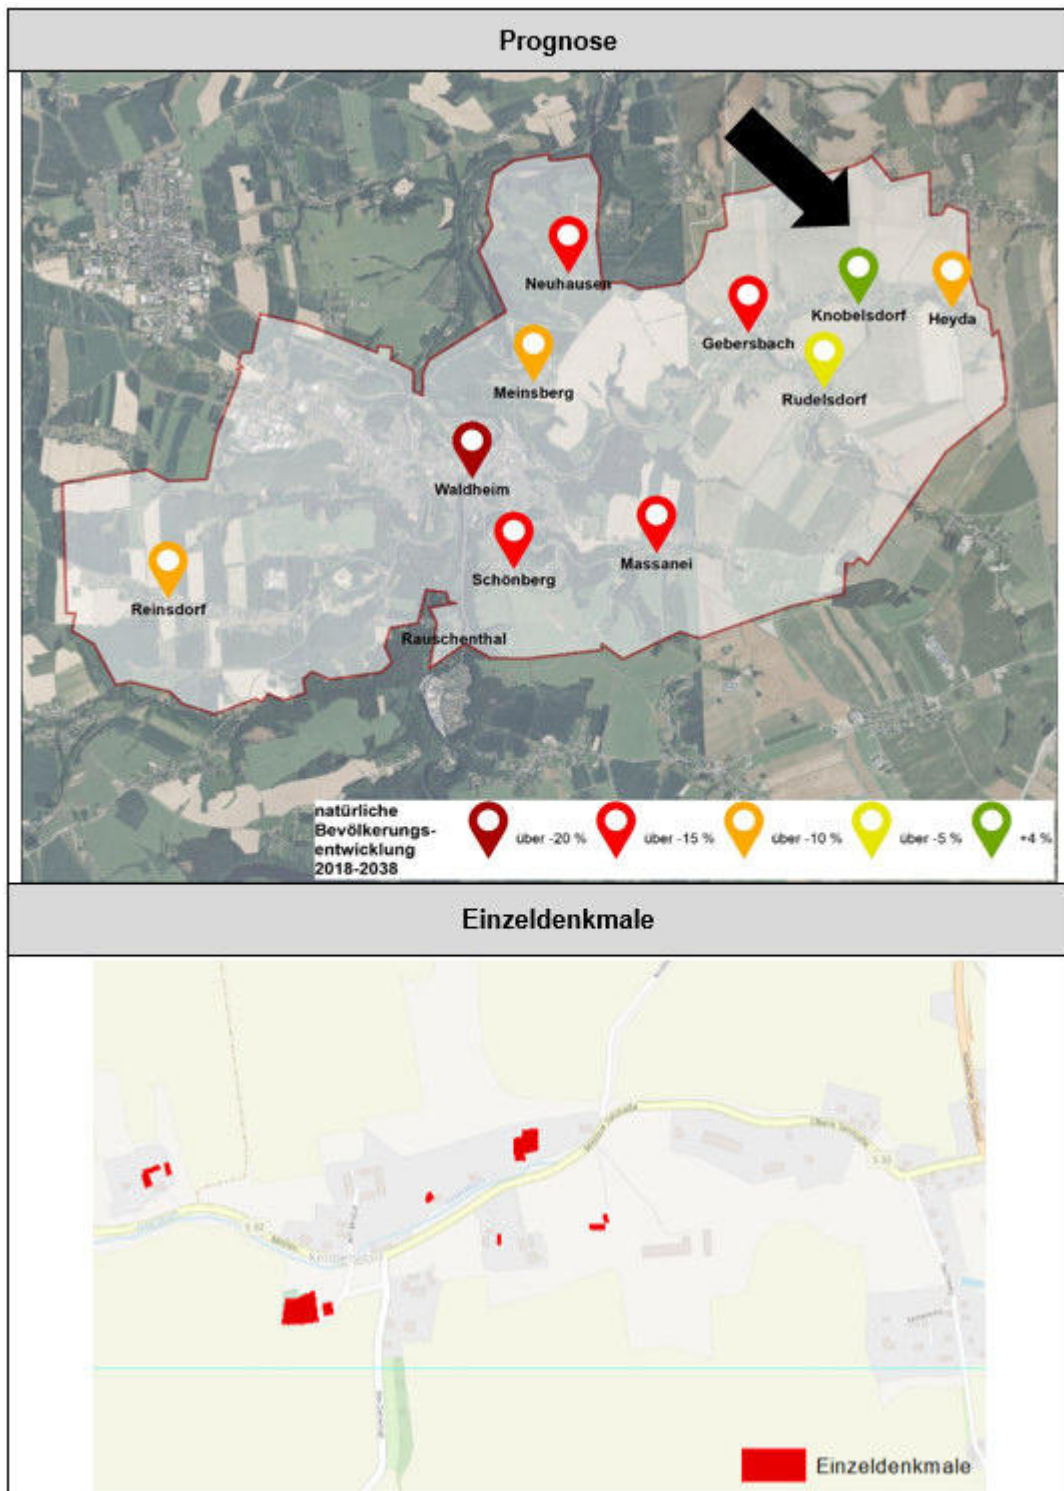 Prognose
Neuhausen
Knobelsdorf
Heyda
Gebersbach
Meinsberg
Rudelsdorf
Waldheim
Massanei
Schönberg
Reinsdorf
Rauschenthal
natürliche
Bevölkerungs-
entwicklung
2018-2038
über -20 %
über -15 %
über -10 %
über -5 %
+4 %
Einzeldenkmale
S 32
Einzeldenkmale